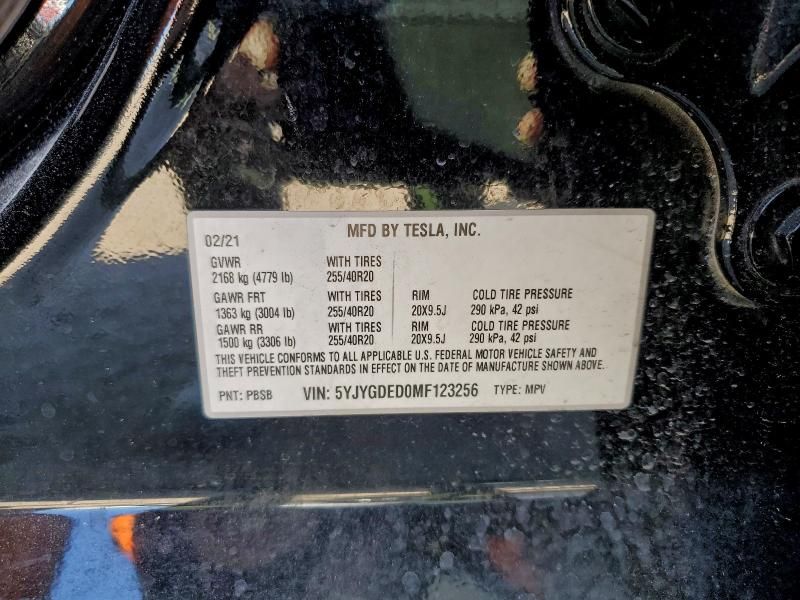 MFD BY TESLA, INC.
02/21
GVWR WITH TIRES
2168 kg (4779 lb) 255/40R20
GAWR FRT WITH TIRES RIM COLD TIRE PRESSURE
1363 kg (3004 lb) 255/40R20 20X9.5J 290 kPa, 42 psi
GAWR RR WITH TIRES RIM COLD TIRE PRESSURE
1500 kg (3306 lb) 255/40R20 20X9.5J 290 kPa, 42 psi
THIS VEHICLE CONFORMS TO ALL APPLICABLE U.S. FEDERAL MOTOR VEHICLE SAFETY AND
THEFT PREVENTION STANDARDS IN EFFECT ON THE DATE OF MANUFACTURE SHOWN ABOVE.
PNT: PBSB VIN: 5YJYGDED0MF123256 TYPE: MPV